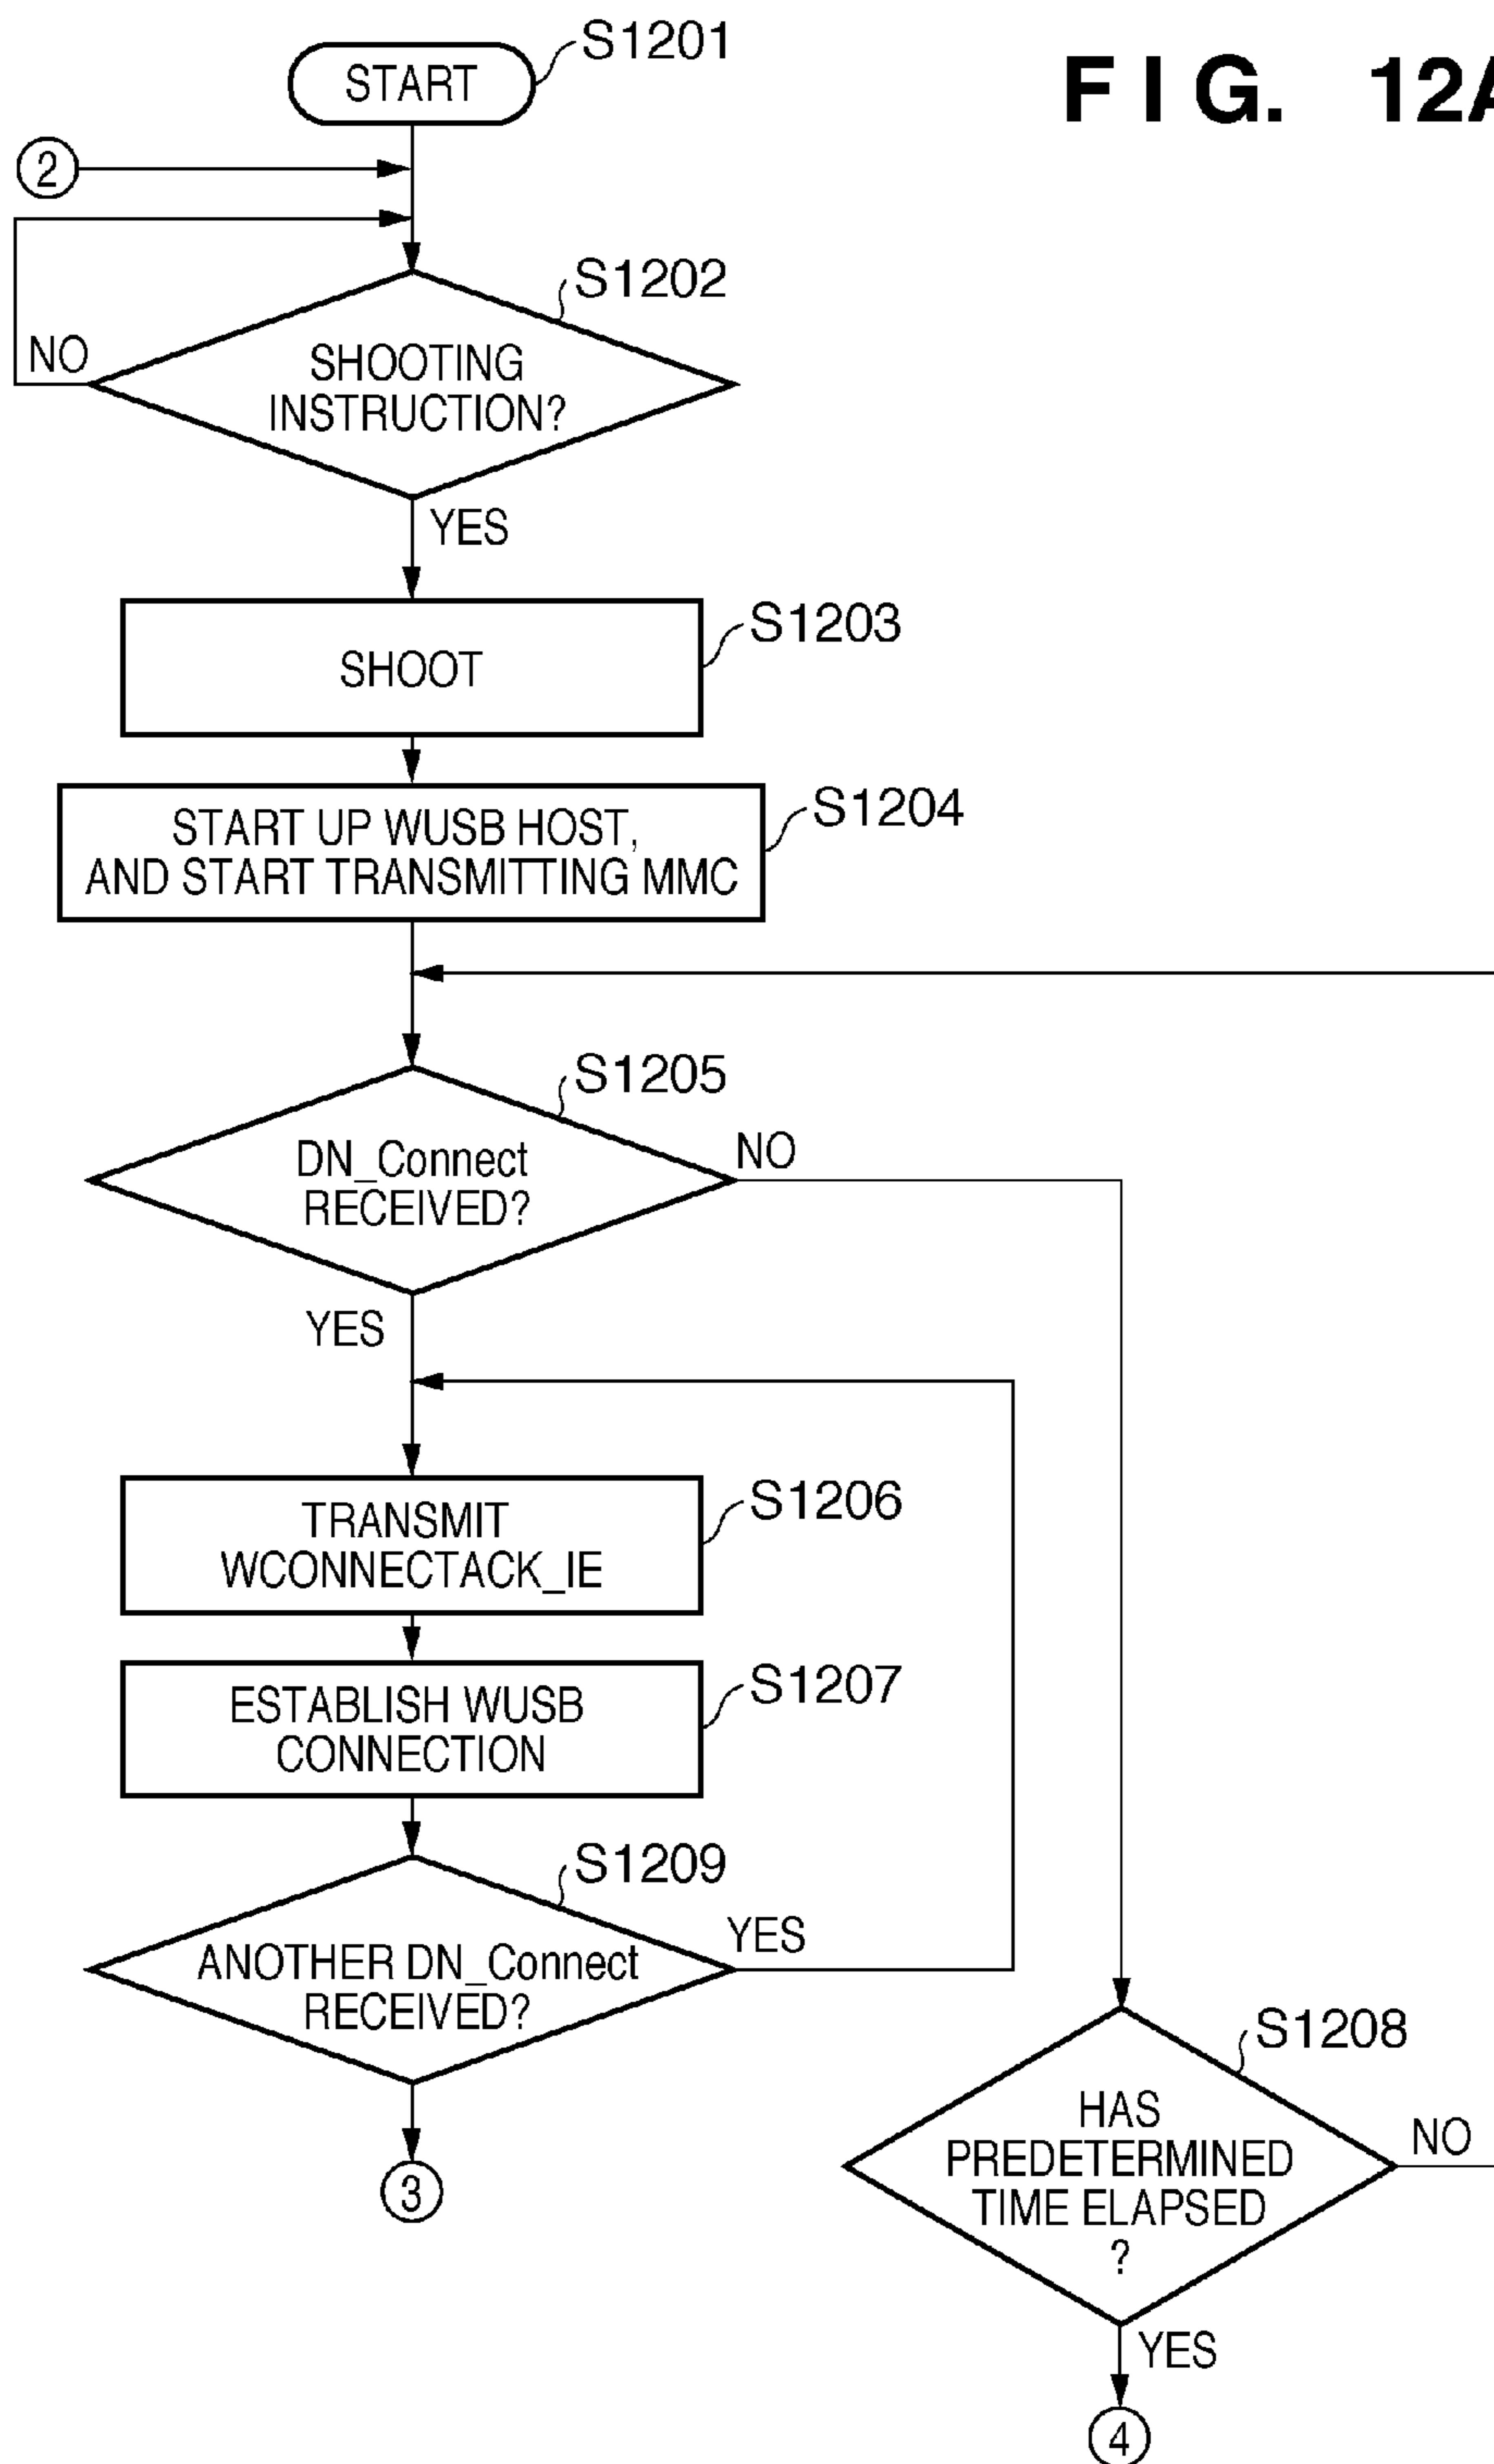 FIG. 12A
START
S1201
2
S1202
NO
SHOOTING
INSTRUCTION?
YES
S1203
SHOOT
S1204
START UP WUSB HOST,
AND START TRANSMITTING MMC
S1205
DN_Connect
RECEIVED?
NO
YES
S1206
TRANSMIT
WCONNECTACK_IE
S1207
ESTABLISH WUSB
CONNECTION
S1209
ANOTHER DN_Connect
RECEIVED?
YES
3
S1208
HAS
PREDETERMINED
TIME ELAPSED
?
NO
YES
4